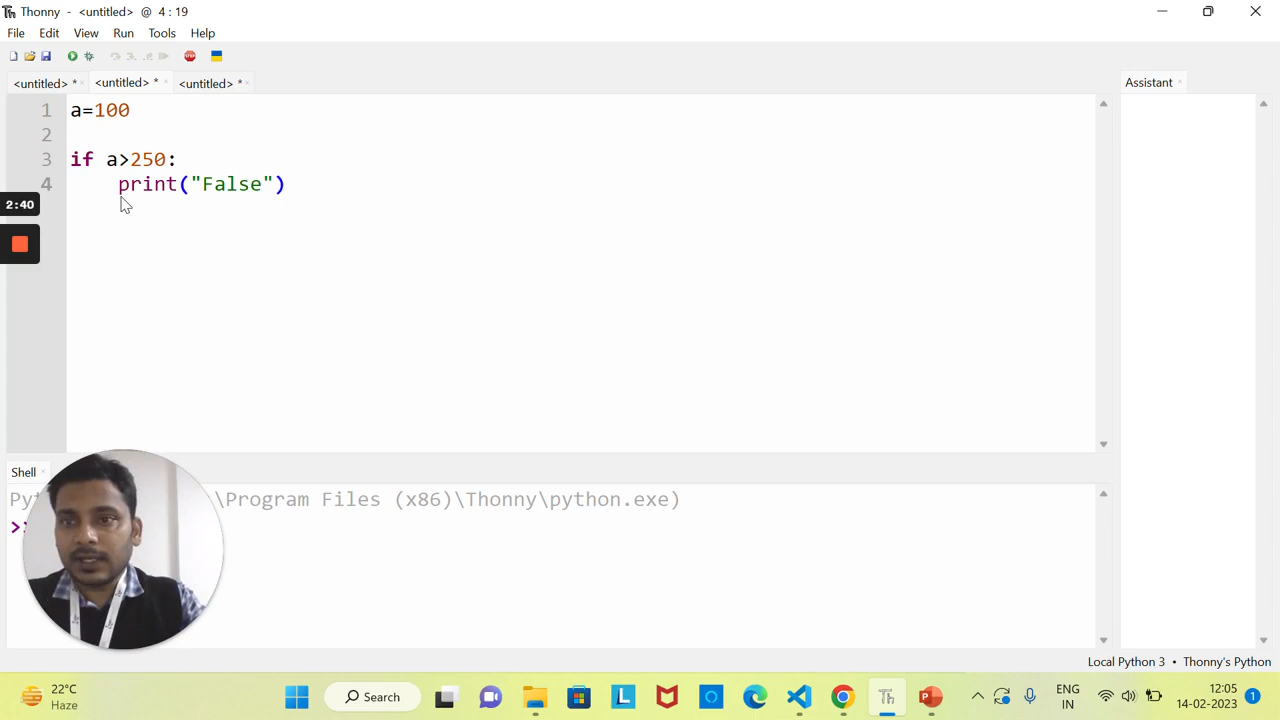 Thonny - <untitled> @ 4 : 19
File Edit View Run Tools Help
<untitled> * <untitled> * <untitled> *
Assistant
1 a=100
2
3 if a>250:
4 print("False")
2:40
Shell
\Program Files (x86)\Thonny\python.exe)
Local Python 3 • Thonny's Python
22°C
Haze
Search
ENG
IN
12:05
14-02-2023
1